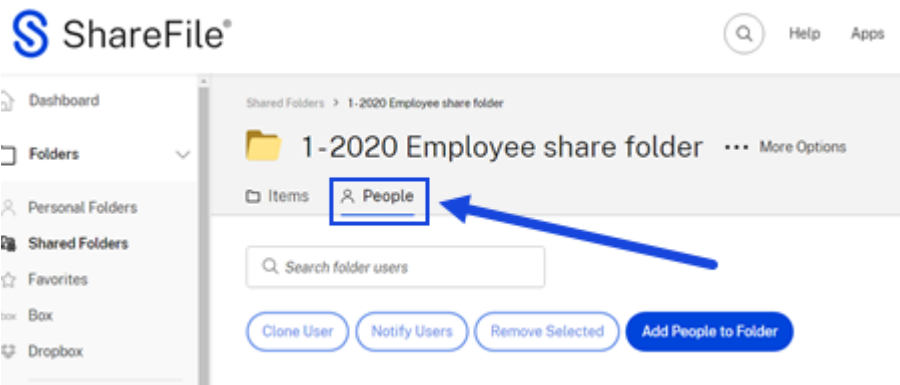 ShareFile®
Help Apps
Dashboard
Folders
Personal Folders
Shared Folders
Favorites
box Box
Dropbox
Shared Folders > 1-2020 Employee share folder
1-2020 Employee share folder ••• More Options
Items People
Search folder users
Clone User Notify Users Remove Selected Add People to Folder